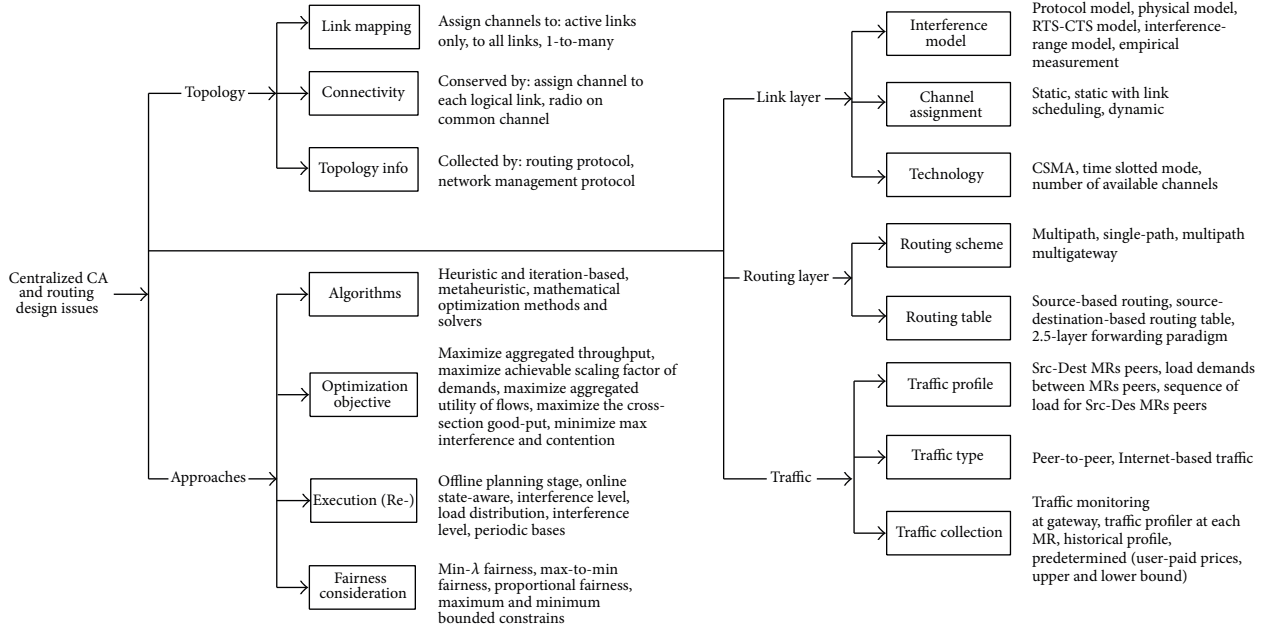 Centralized CA
and routing
design issues
Topology
Link mapping
Assign channels to: active links
only, to all links, 1-to-many
Connectivity
Conserved by: assign channel to
each logical link, radio on
common channel
Topology info
Collected by: routing protocol,
network management protocol
Approaches
Algorithms
Heuristic and iteration-based,
metaheuristic, mathematical
optimization methods and
solvers
Optimization
objective
Maximize aggregated throughput,
maximize achievable scaling factor of
demands, maximize aggregated
utility of flows, maximize the cross-
section good-put, minimize max
interference and contention
Execution (Re-)
Offline planning stage, online
state-aware, interference level,
load distribution, interference
level, periodic bases
Fairness
consideration
Min-λ fairness, max-to-min
fairness, proportional fairness,
maximum and minimum
bounded constrains
Link layer
Interference
model
Protocol model, physical model,
RTS-CTS model, interference-
range model, empirical
measurement
Channel
assignment
Static, static with link
scheduling, dynamic
Technology
CSMA, time slotted mode,
number of available channels
Routing layer
Routing scheme
Multipath, single-path, multipath
multigateway
Routing table
Source-based routing, source-
destination-based routing table,
2.5-layer forwarding paradigm
Traffic
Traffic profile
Src-Dest MRs peers, load demands
between MRs peers, sequence of
load for Src-Des MRs peers
Traffic type
Peer-to-peer, Internet-based traffic
Traffic collection
Traffic monitoring
at gateway, traffic profiler at each
MR, historical profile,
predetermined (user-paid prices,
upper and lower bound)